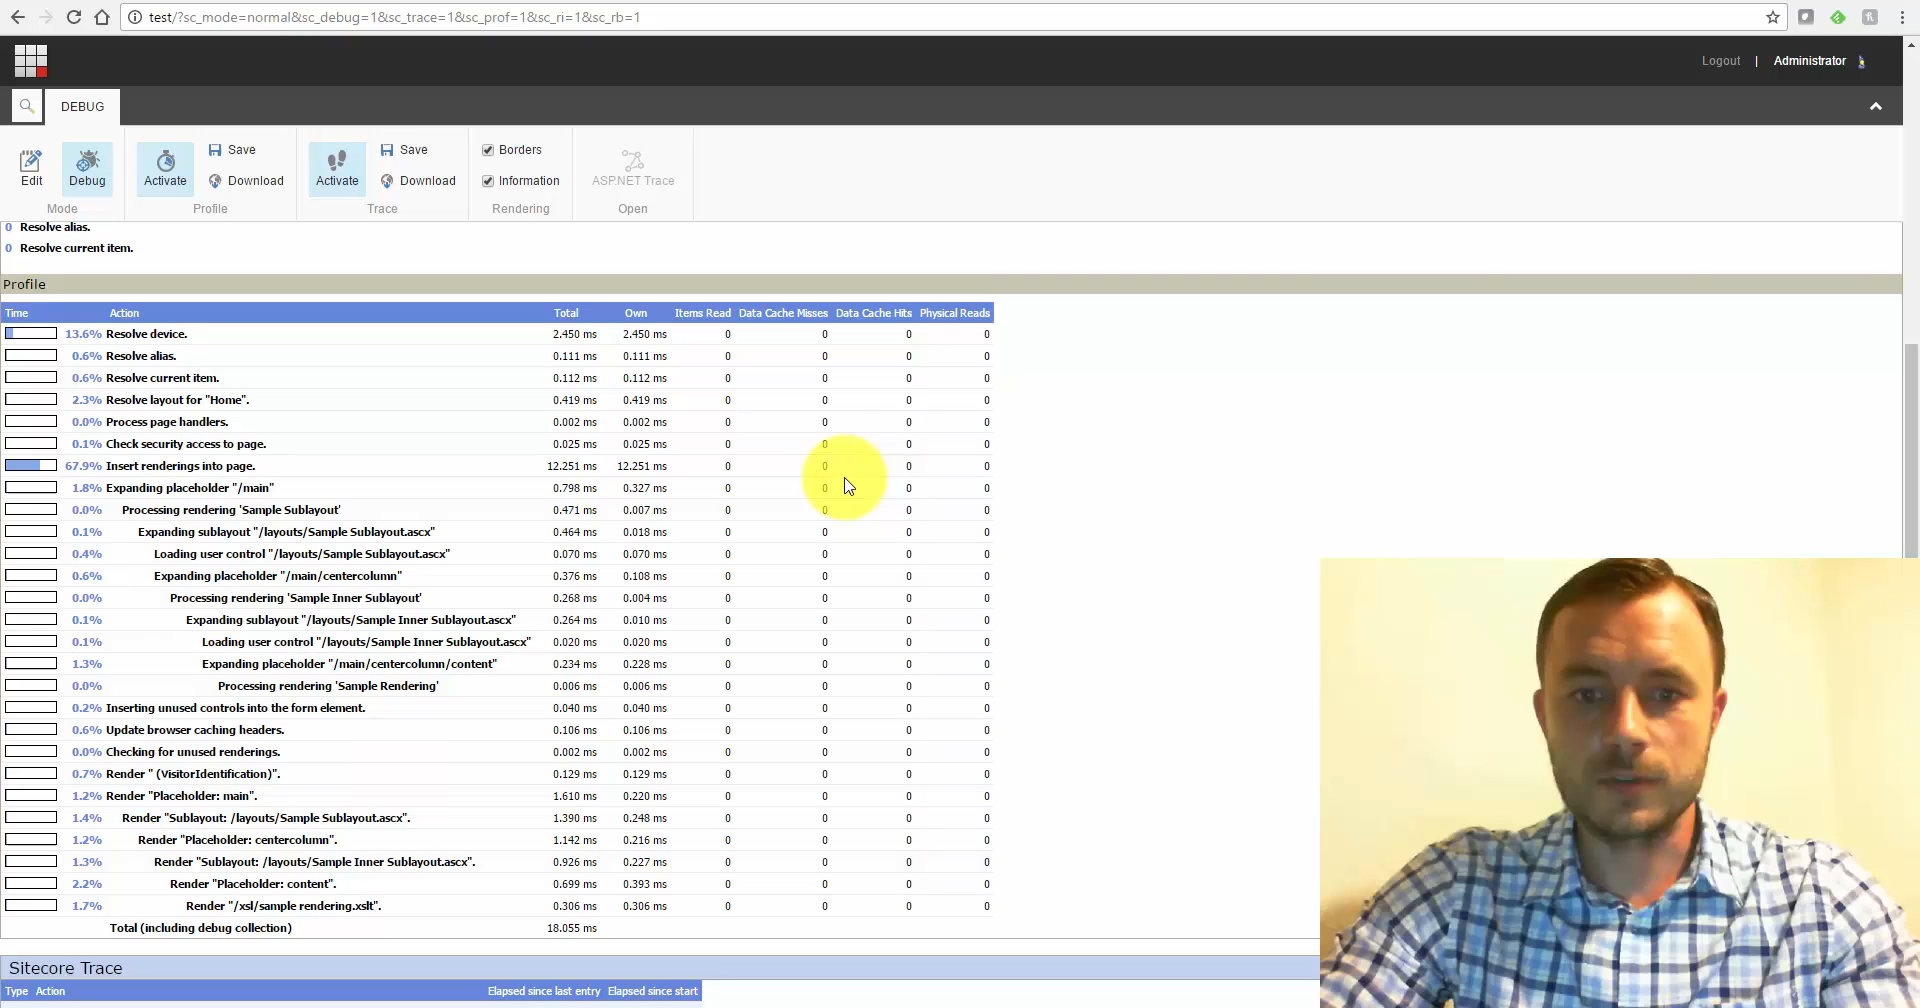 test/?sc_mode=normal&sc_debug=1&sc_trace=1&sc_prof=1&sc_ri=1&sc_rb=1
Logout | Administrator
DEBUG
Edit Debug Activate Save Download Activate Save Download Borders Information ASP.NET Trace
Mode Profile Trace Rendering Open
0 Resolve alias.
0 Resolve current item.
Profile
Time Action Total Own Items Read Data Cache Misses Data Cache Hits Physical Reads
13.6% Resolve device. 2.450 ms 2.450 ms 0 0 0 0
0.6% Resolve alias. 0.111 ms 0.111 ms 0 0 0 0
0.6% Resolve current item. 0.112 ms 0.112 ms 0 0 0 0
2.3% Resolve layout for "Home". 0.419 ms 0.419 ms 0 0 0 0
0.0% Process page handlers. 0.002 ms 0.002 ms 0 0 0 0
0.1% Check security access to page. 0.025 ms 0.025 ms 0 0 0 0
67.9% Insert renderings into page. 12.251 ms 12.251 ms 0 0 0 0
1.8% Expanding placeholder "/main" 0.798 ms 0.327 ms 0 0 0 0
0.0% Processing rendering 'Sample Sublayout' 0.471 ms 0.007 ms 0 0 0 0
0.1% Expanding sublayout "/layouts/Sample Sublayout.ascx" 0.464 ms 0.018 ms 0 0 0 0
0.4% Loading user control "/layouts/Sample Sublayout.ascx" 0.070 ms 0.070 ms 0 0 0 0
0.6% Expanding placeholder "/main/centercolumn" 0.376 ms 0.108 ms 0 0 0 0
0.0% Processing rendering 'Sample Inner Sublayout' 0.268 ms 0.004 ms 0 0 0 0
0.1% Expanding sublayout "/layouts/Sample Inner Sublayout.ascx" 0.264 ms 0.010 ms 0 0 0 0
0.1% Loading user control "/layouts/Sample Inner Sublayout.ascx" 0.020 ms 0.020 ms 0 0 0 0
1.3% Expanding placeholder "/main/centercolumn/content" 0.234 ms 0.228 ms 0 0 0 0
0.0% Processing rendering 'Sample Rendering' 0.006 ms 0.006 ms 0 0 0 0
0.2% Inserting unused controls into the form element. 0.040 ms 0.040 ms 0 0 0 0
0.6% Update browser caching headers. 0.106 ms 0.106 ms 0 0 0 0
0.0% Checking for unused renderings. 0.002 ms 0.002 ms 0 0 0 0
0.7% Render " (VisitorIdentification)". 0.129 ms 0.129 ms 0 0 0 0
1.2% Render "Placeholder: main". 1.610 ms 0.220 ms 0 0 0 0
1.4% Render "Sublayout: /layouts/Sample Sublayout.ascx". 1.390 ms 0.248 ms 0 0 0 0
1.2% Render "Placeholder: centercolumn". 1.142 ms 0.216 ms 0 0 0 0
1.3% Render "Sublayout: /layouts/Sample Inner Sublayout.ascx". 0.926 ms 0.227 ms 0 0 0 0
2.2% Render "Placeholder: content". 0.699 ms 0.393 ms 0 0 0 0
1.7% Render "/xsl/sample rendering.xslt". 0.306 ms 0.306 ms 0 0 0 0
Total (including debug collection) 18.055 ms
Sitecore Trace
Type Action Elapsed since last entry Elapsed since start